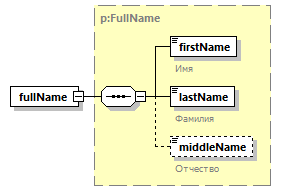 p:FullName
firstName
Имя
fullName
lastName
Фамилия
middleName
Отчество